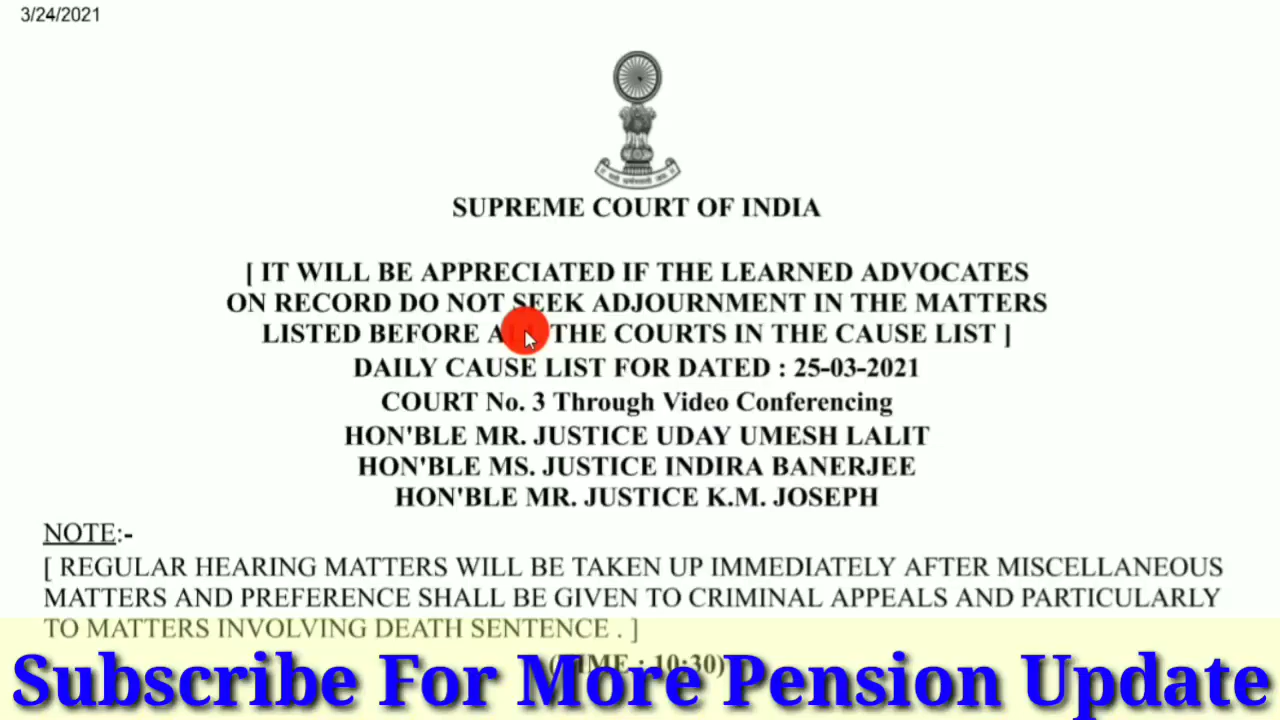 3/24/2021
SUPREME COURT OF INDIA
[ IT WILL BE APPRECIATED IF THE LEARNED ADVOCATES
ON RECORD DO NOT SEEK ADJOURNMENT IN THE MATTERS
LISTED BEFORE THE COURTS IN THE CAUSE LIST ]
DAILY CAUSE LIST FOR DATED : 25-03-2021
COURT No. 3 Through Video Conferencing
HON'BLE MR. JUSTICE UDAY UMESH LALIT
HON'BLE MS. JUSTICE INDIRA BANERJEE
HON'BLE MR. JUSTICE K.M. JOSEPH
NOTE:-
[ REGULAR HEARING MATTERS WILL BE TAKEN UP IMMEDIATELY AFTER MISCELLANEOUS
MATTERS AND PREFERENCE SHALL BE GIVEN TO CRIMINAL APPEALS AND PARTICULARLY
TO MATTERS INVOLVING DEATH SENTENCE . ]
(TIME : 10:30)
Subscribe For More Pension Update